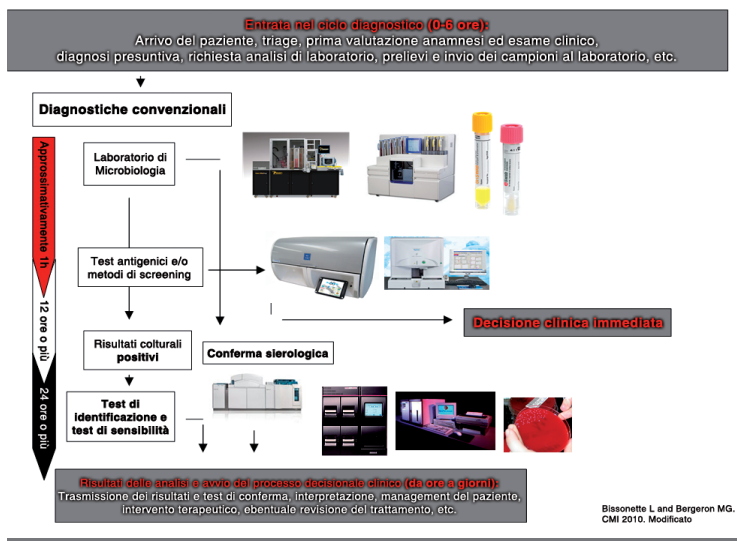 Entrata nel ciclo diagnostico (0-6 ore):
Arrivo del paziente, triage, prima valutazione anamnesi ed esame clinico,
diagnosi presuntiva, richiesta analisi di laboratorio, prelievi e invio dei campioni al laboratorio, etc.
Diagnostiche convenzionali
Approssimativamente 1h
12 ore o più
24 ore o più
Laboratorio di
Microbiologia
Test antigenici e/o
metodi di screening
Decisione clinica immediata
Risultati colturali
positivi
Conferma sierologica
Test di
identificazione e
test di sensibilità
Risultati delle analisi e avvio del processo decisionale clinico (da ore a giorni):
Trasmissione dei risultati e test di conferma, interpretazione, management del paziente,
intervento terapeutico, ebentuale revisione del trattamento, etc.
Bissonette L and Bergeron MG.
CMI 2010. Modificato